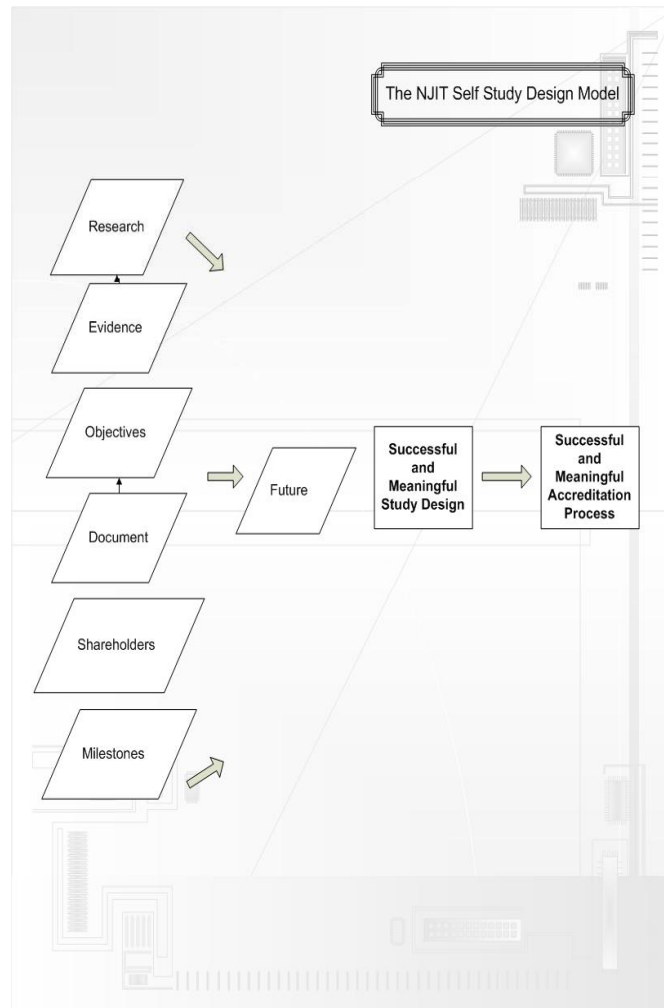 The NJIT Self Study Design Model
Research
Evidence
Objectives
Document
Future
Successful
and
Meaningful
Study Design
Successful
and
Meaningful
Accreditation
Process
Shareholders
Milestones